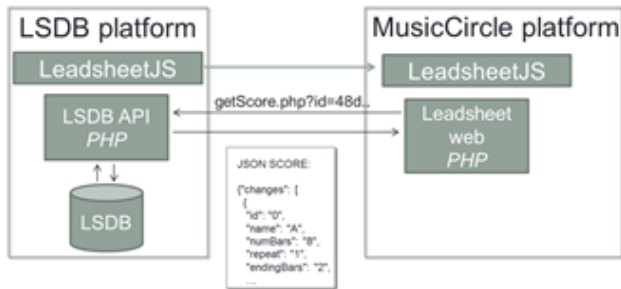 LSDB platform
LeadsheetJS
LSDB API
PHP
LSDB
getScore.php?id=48d..
JSON SCORE:
{"changes": [
{
"id": "0",
"name": "A",
"numBars": "8",
"repeat": "1",
"endingBars": "2",
...
MusicCircle platform
LeadsheetJS
Leadsheet
web
PHP